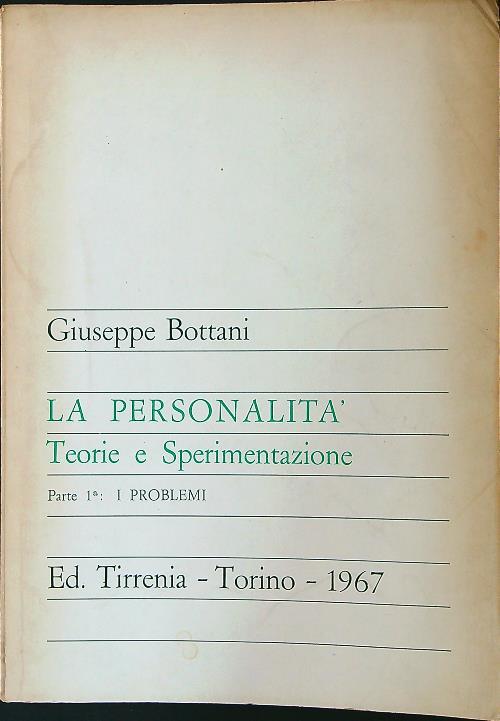 Giuseppe Bottani
LA PERSONALITA'
Teorie e Sperimentazione
Parte 1ª: I PROBLEMI
Ed. Tirrenia - Torino - 1967